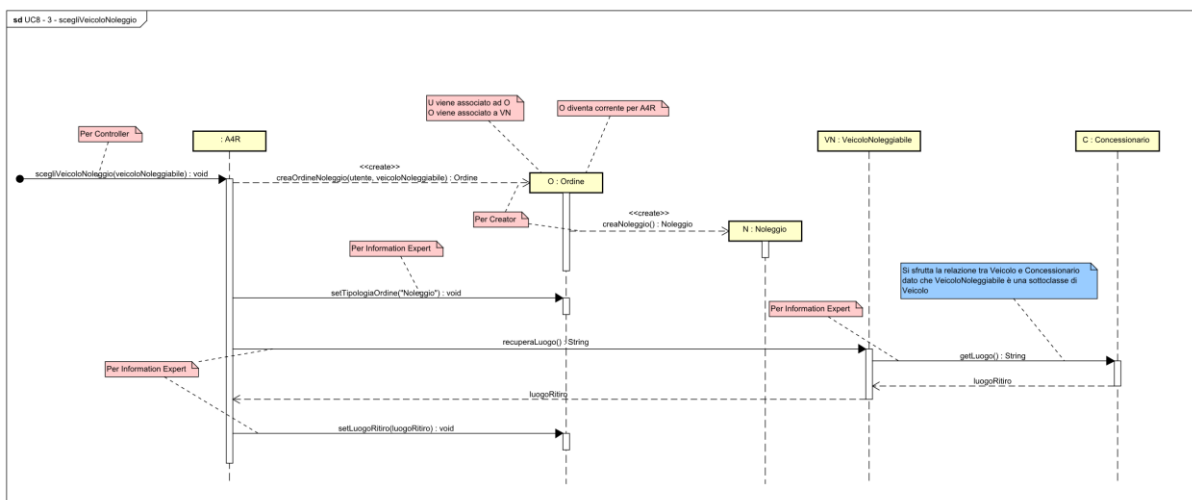 sd UC8 - 3 - scegliVeicoloNoleggio
U viene associato ad O
O viene associato a VN
O diventa corrente per A4R
Per Controller
: A4R
VN : VeicoloNoleggiabile
C : Concessionario
<<create>>
scegliVeicoloNoleggio(veicoloNoleggiabile) : void
creaOrdineNoleggio(utente, veicoloNoleggiabile) : Ordine
O : Ordine
<<create>>
Per Creator
creaNoleggio() : Noleggio
N : Noleggio
Per Information Expert
Si sfrutta la relazione tra Veicolo e Concessionario
dato che VeicoloNoleggiabile è una sottoclasse di
Veicolo
setTipologiaOrdine("Noleggio") : void
Per Information Expert
recuperaLuogo() : String
getLuogo() : String
Per Information Expert
luogoRitiro
luogoRitiro
setLuogoRitiro(luogoRitiro) : void